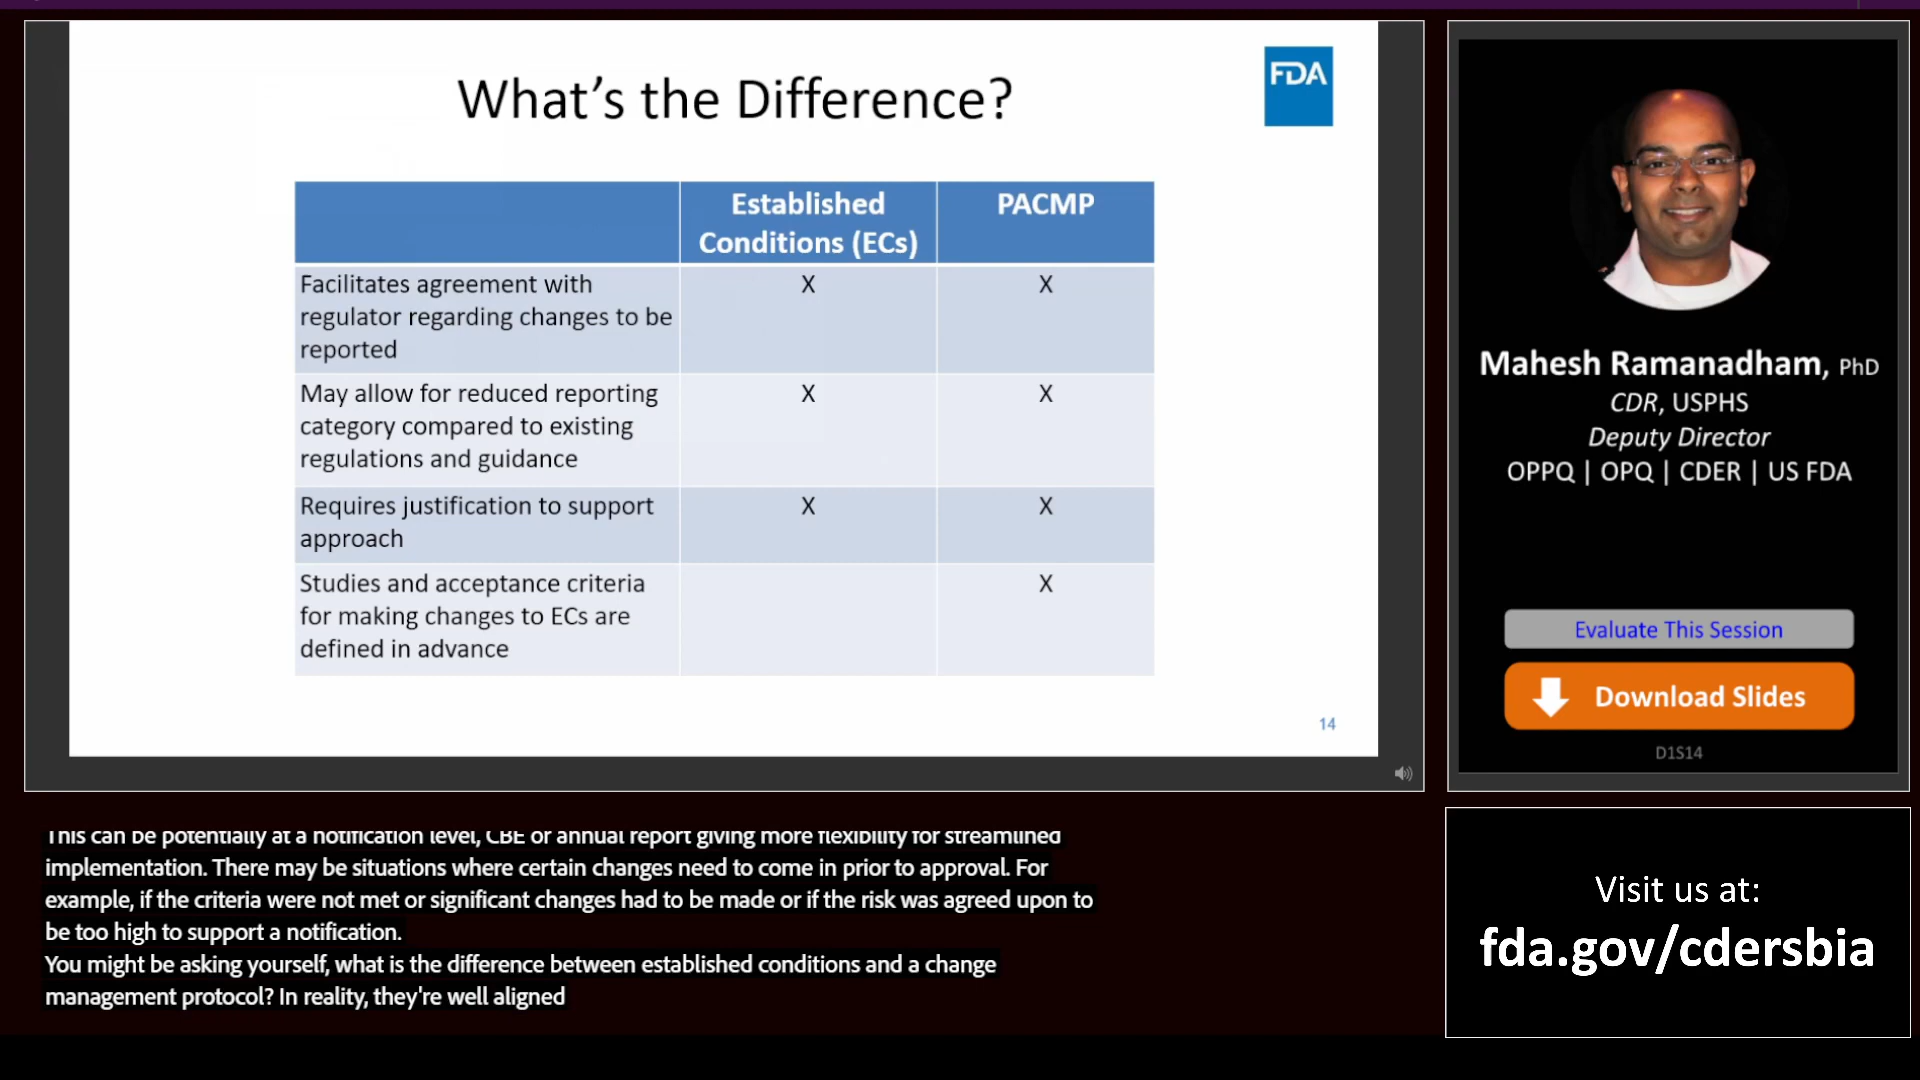 What's the Difference?
FDA
Established
Conditions (ECs)
PACMP
Facilitates agreement with
regulator regarding changes to be
reported
X
X
May allow for reduced reporting
category compared to existing
regulations and guidance
X
X
Requires justification to support
approach
X
X
Studies and acceptance criteria
for making changes to ECs are
defined in advance
X
14
Mahesh Ramanadham, PhD
CDR, USPHS
Deputy Director
OPPQ | OPQ | CDER | US FDA
Evaluate This Session
Download Slides
D1S14
This can be potentially at a notification level, CBE or annual report giving more flexibility for streamlined
implementation. There may be situations where certain changes need to come in prior to approval. For
example, if the criteria were not met or significant changes had to be made or if the risk was agreed upon to
be too high to support a notification.
You might be asking yourself, what is the difference between established conditions and a change
management protocol? In reality, they're well aligned
Visit us at:
fda.gov/cdersbia